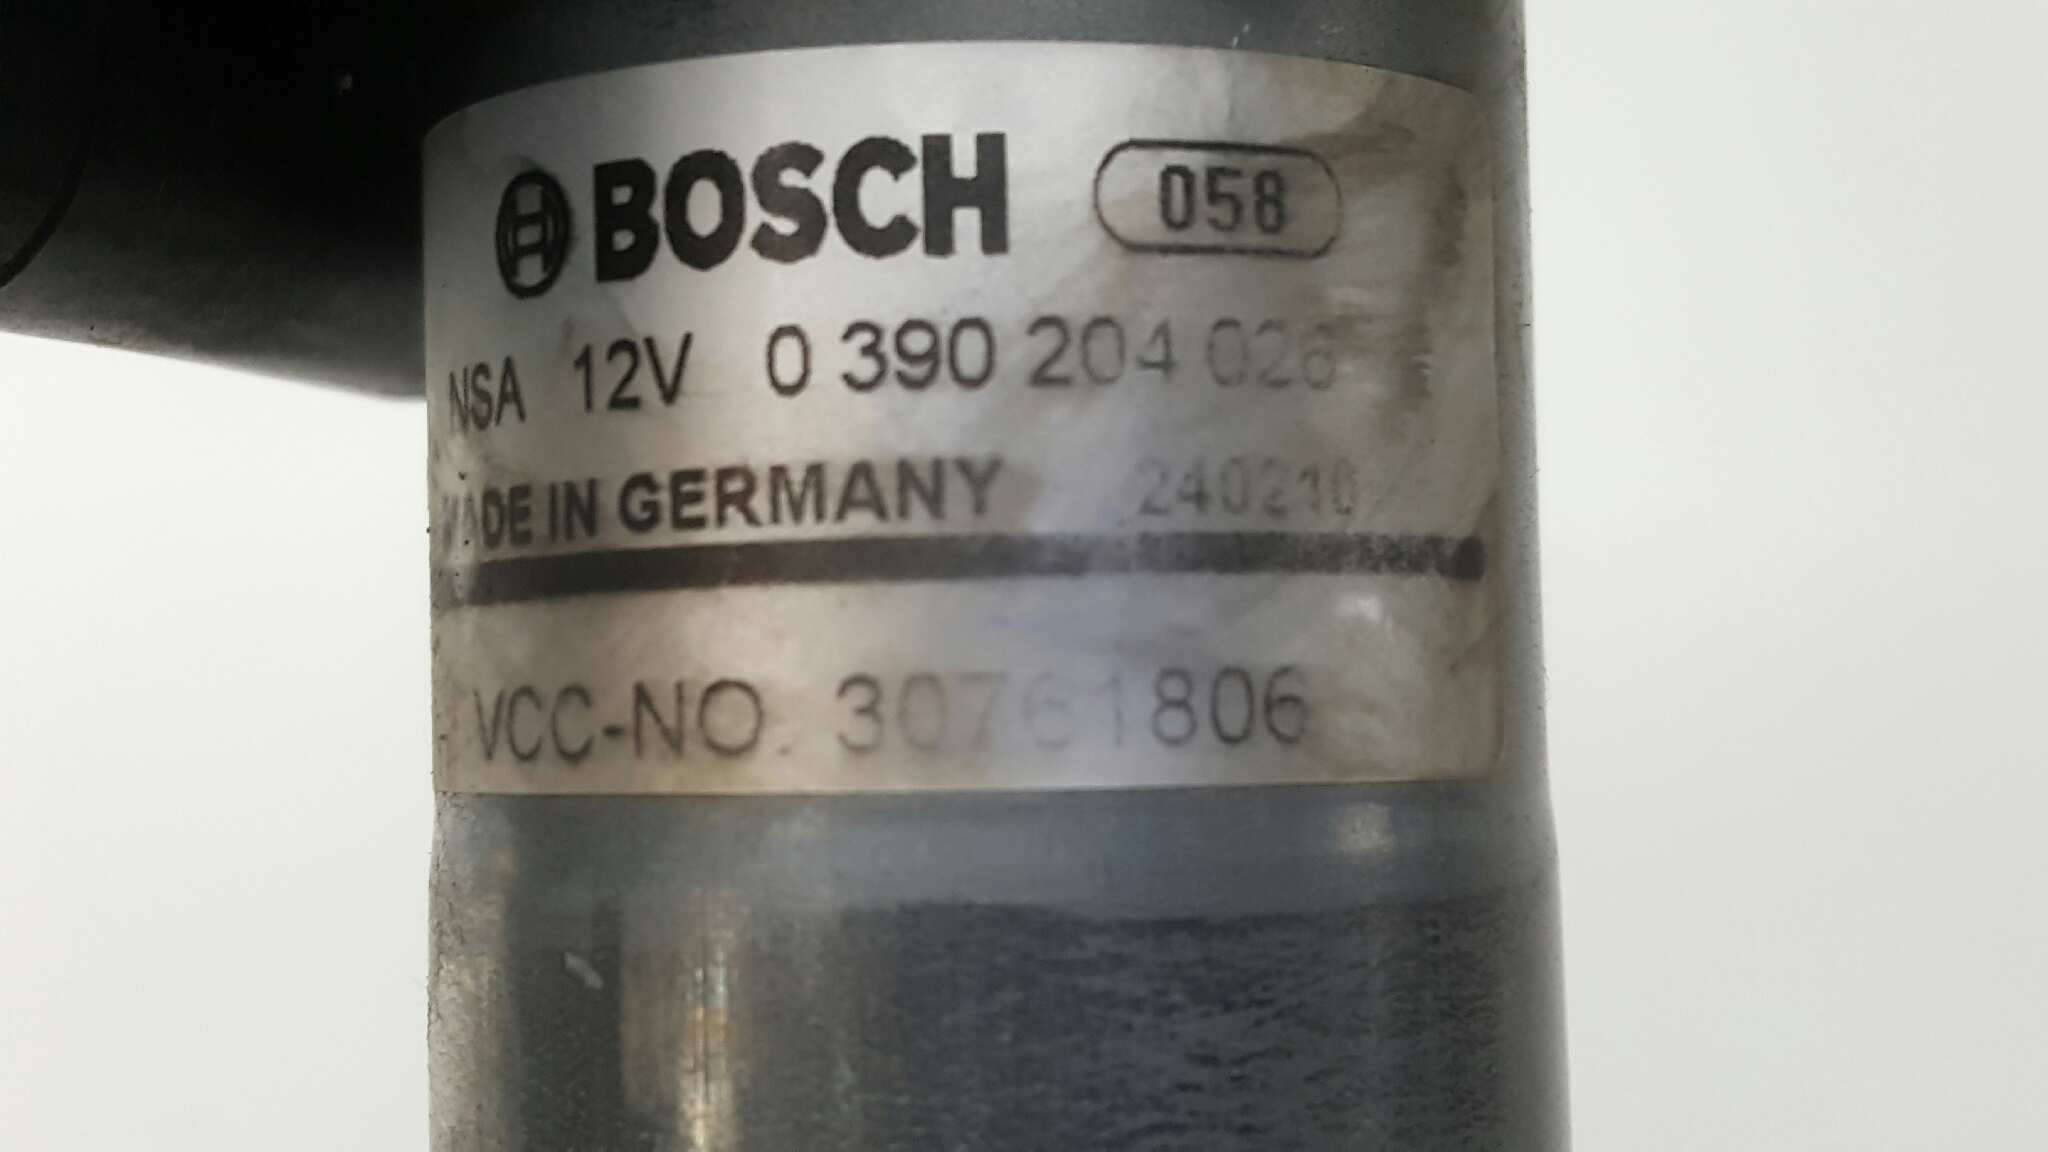 BOSCH 058
NSA 12V 0 390 204 026
MADE IN GERMANY 240210
VCC-NO. 30761806